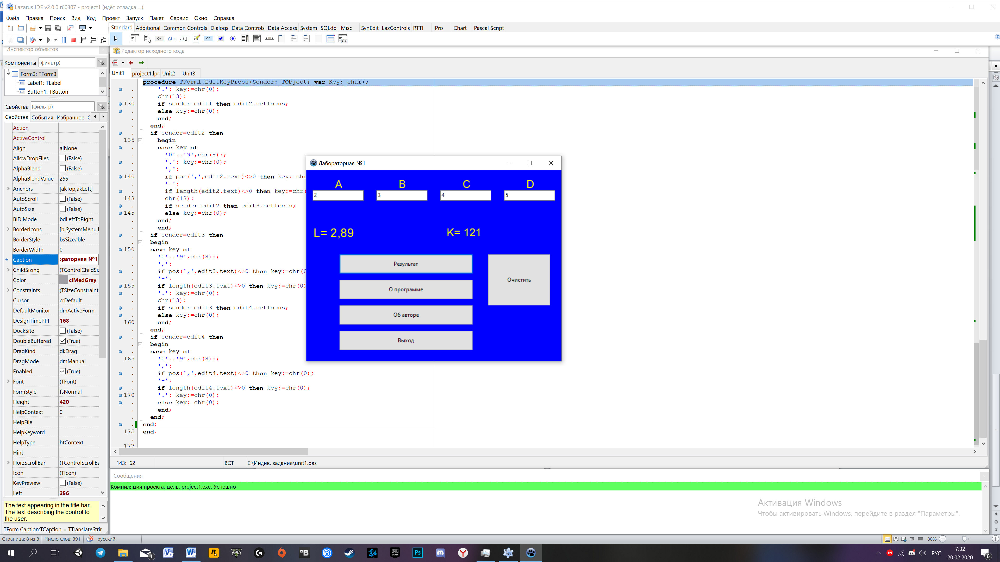 Lazarus IDE v2.0.0 r60307 - project1 (идёт отладка ...)
Файл Правка Поиск Вид Код Проект Запуск Пакет Сервис Окно Справка
Standard Additional Common Controls Dialogs Data Controls Data Access System SQLdb Misc SynEdit LazControls RTTI IPro Chart Pascal Script
Инспектор объектов
Компоненты (фильтр)
Form3: TForm3
Label1: TLabel
Button1: TButton
Свойства (фильтр)
Свойства События Избранное С
Action
ActiveControl
Align alNone
AllowDropFiles (False)
AlphaBlend (False)
AlphaBlendValue 255
Anchors [akTop,akLeft]
AutoScroll (False)
AutoSize (False)
BiDiMode bdLeftToRight
BorderIcons [biSystemMenu,
BorderStyle bsSizeable
BorderWidth 0
Caption ораторная №1
ChildSizing (TControlChildSiz
Color clMedGray
Constraints (TSizeConstraint
Cursor crDefault
DefaultMonitor dmActiveForm
DesignTimePPI 168
DockSite (False)
DoubleBuffered (True)
DragKind dkDrag
DragMode dmManual
Enabled (True)
Font (TFont)
FormStyle fsNormal
Height 420
HelpContext 0
HelpFile
HelpKeyword
HelpType htContext
Hint
HorzScrollBar (TControlScrollBa
Icon (TIcon)
KeyPreview (False)
Left 256
The text appearing in the title bar.
The text describing the control to
the user.
TForm.Caption:TCaption = TTranslateStrin
Редактор исходного кода
Unit1 project1.lpr Unit2 Unit3
procedure TForm1.EditKeyPress(Sender: TObject; var Key: char);
. '.': key:=chr(0);
. chr(13):
130 if sender=edit1 then edit2.setfocus;
. else key:=chr(0);
. end;
. end;
. if sender=edit2 then
135 begin
. case key of
. '0'..'9',chr(8):;
. '.': key:=chr(0);
. ',':
140 if pos(',',edit2.text)<>0 then key:=chr
. '-':
. if length(edit2.text)<>0 then key:=chr(
143 chr(13):
. if sender=edit2 then edit3.setfocus;
145 else key:=chr(0);
. end;
. end;
. if sender=edit3 then
. begin
150 case key of
. '0'..'9',chr(8):;
. ',':
. if pos(',',edit3.text)<>0 then key:=chr(0
. '-':
155 if length(edit3.text)<>0 then key:=chr(0)
. '.': key:=chr(0);
. chr(13):
. if sender=edit3 then edit4.setfocus;
. else key:=chr(0);
160 end;
. end;
. if sender=edit4 then
. begin
. case key of
165 '0'..'9',chr(8):;
. ',':
. if pos(',',edit4.text)<>0 then key:=chr(0);
. '-':
. if length(edit4.text)<>0 then key:=chr(0);
170 '.': key:=chr(0);
. else key:=chr(0);
. end;
. end;
. end;
175 end.
.
177
143: 62 ВСТ E:\Индив. задание\unit1.pas
Лабораторная №1
A B C D
2 3 4 5
L= 2,89 K= 121
Результат
Очистить
О программе
Об авторе
Выход
Сообщения
Компиляция проекта, цель: project1.exe: Успешно
Активация Windows
Чтобы активировать Windows, перейдите в раздел "Параметры".
Страница: 8 из 8 Число слов: 391 русский 80%
РУС 7:32
20.02.2020
6